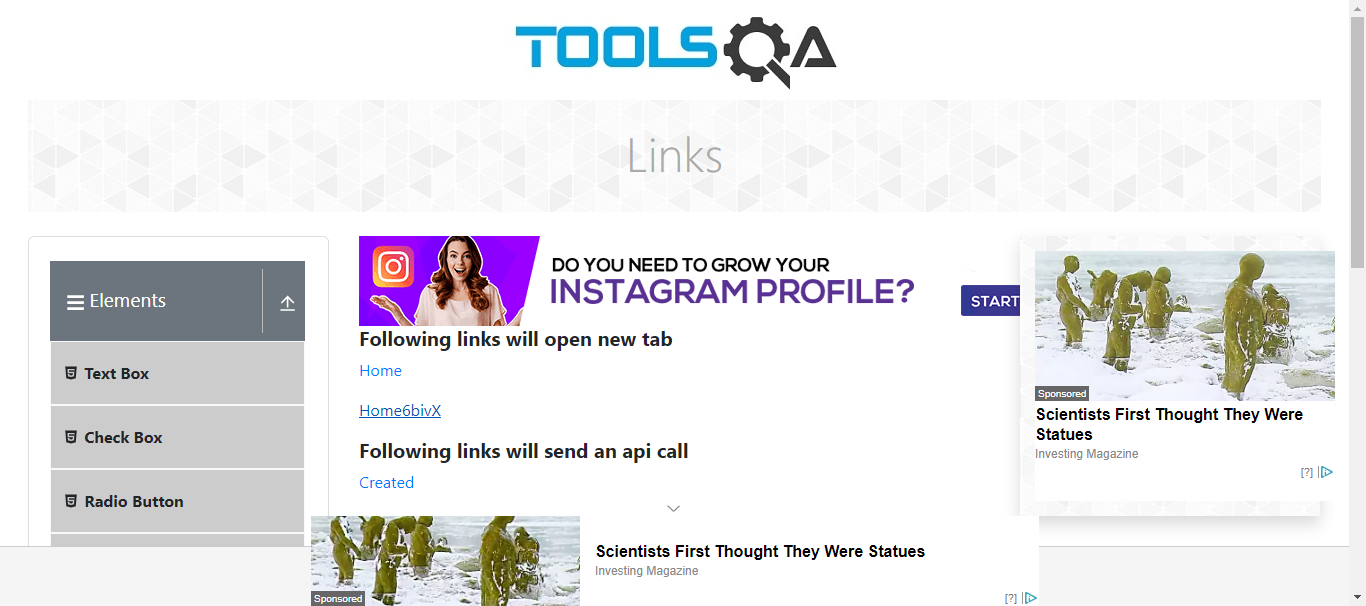 TOOLSQA
Links
Elements
DO YOU NEED TO GROW YOUR
INSTAGRAM PROFILE?
START
Following links will open new tab
Home
Home6bivX
Following links will send an api call
Created
Text Box
Check Box
Radio Button
Sponsored
Scientists First Thought They Were
Statues
Investing Magazine
[?]
Scientists First Thought They Were Statues
Investing Magazine
Sponsored
[?]